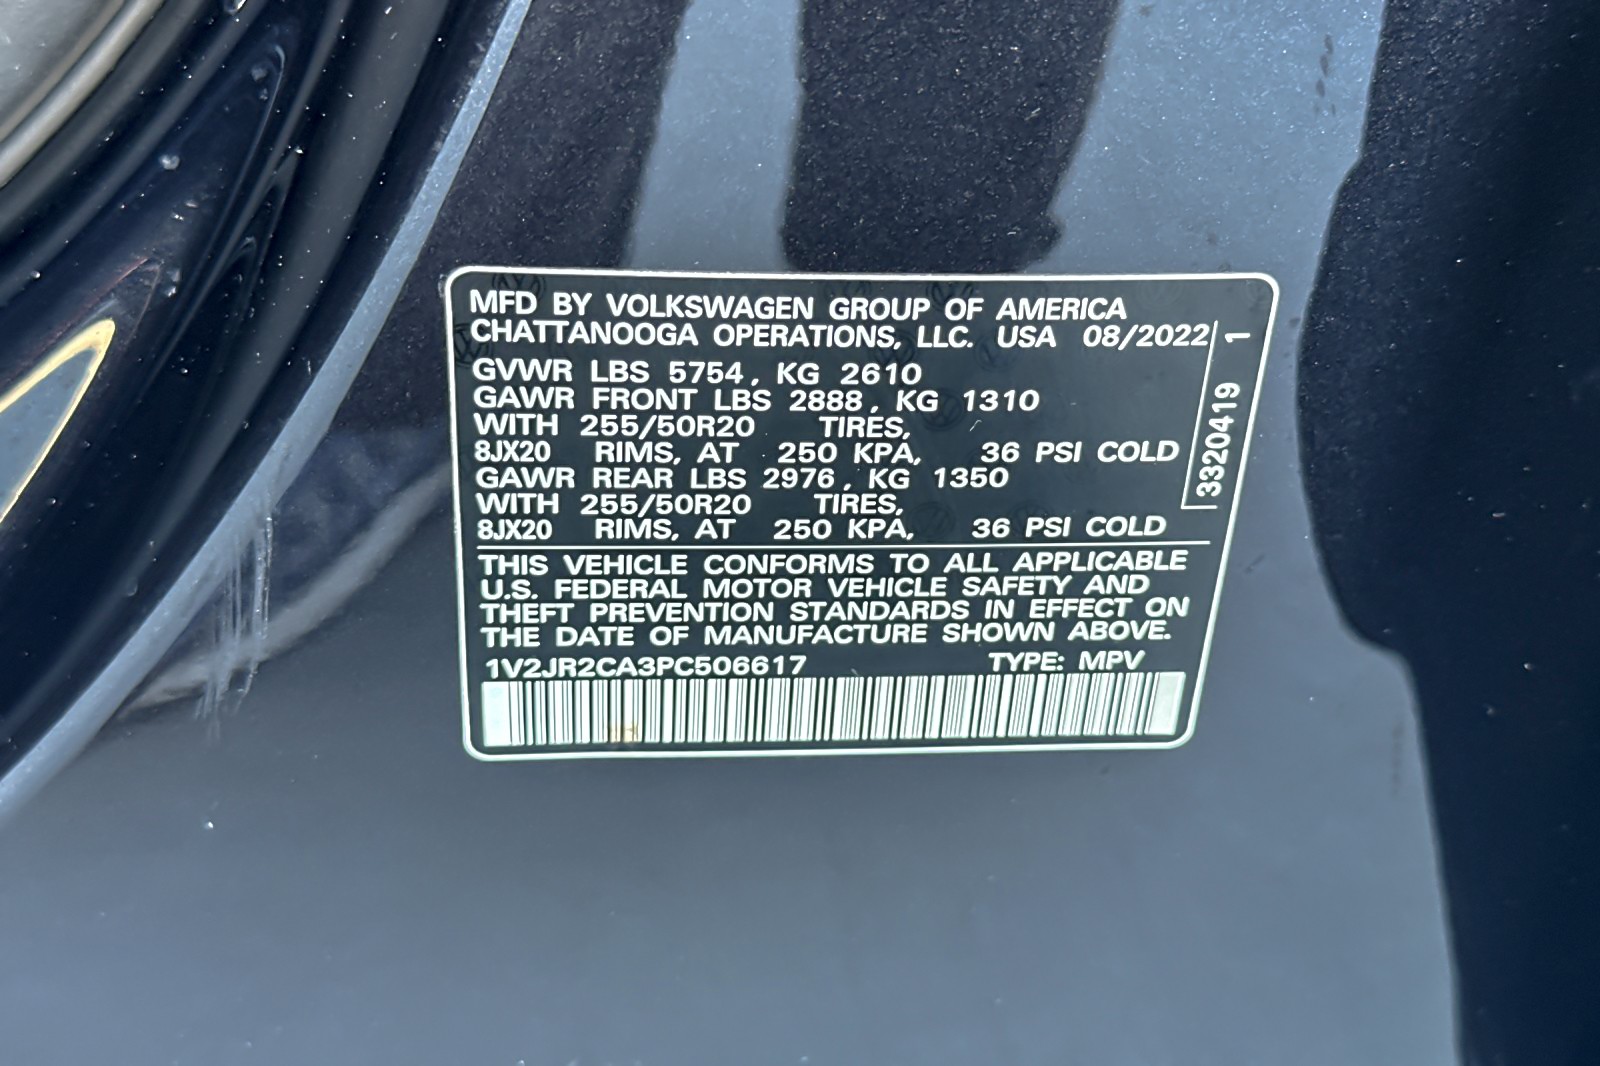 MFD BY VOLKSWAGEN GROUP OF AMERICA
CHATTANOOGA OPERATIONS, LLC. USA 08/2022
GVWR LBS 5754, KG 2610
GAWR FRONT LBS 2888, KG 1310
WITH 255/50R20 TIRES,
8JX20 RIMS, AT 250 KPA, 36 PSI COLD
GAWR REAR LBS 2976, KG 1350
WITH 255/50R20 TIRES,
8JX20 RIMS, AT 250 KPA, 36 PSI COLD
THIS VEHICLE CONFORMS TO ALL APPLICABLE
U.S. FEDERAL MOTOR VEHICLE SAFETY AND
THEFT PREVENTION STANDARDS IN EFFECT ON
THE DATE OF MANUFACTURE SHOWN ABOVE.
1V2JR2CA3PC506617 TYPE: MPV
3320419 1